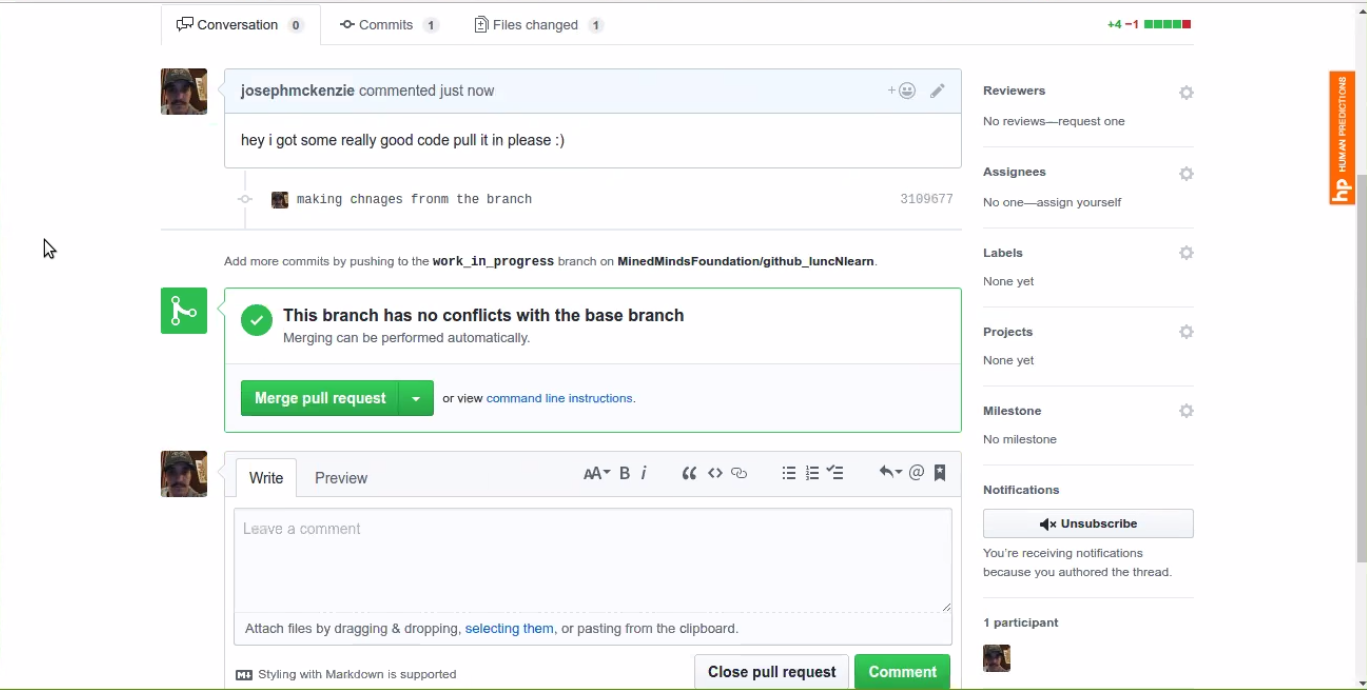 Conversation 0 Commits 1 Files changed 1 +4 −1
josephmckenzie commented just now
hey i got some really good code pull it in please :)
making chnages fronm the branch 3109677
Add more commits by pushing to the work_in_progress branch on MinedMindsFoundation/github_luncNlearn.
This branch has no conflicts with the base branch
Merging can be performed automatically.
Merge pull request or view command line instructions.
Write Preview AA B i @
Leave a comment
Attach files by dragging & dropping, selecting them, or pasting from the clipboard.
Styling with Markdown is supported
Close pull request Comment
Reviewers
No reviews—request one
Assignees
No one—assign yourself
Labels
None yet
Projects
None yet
Milestone
No milestone
Notifications
Unsubscribe
You're receiving notifications
because you authored the thread.
1 participant
hp HUMAN PREDICTIONS